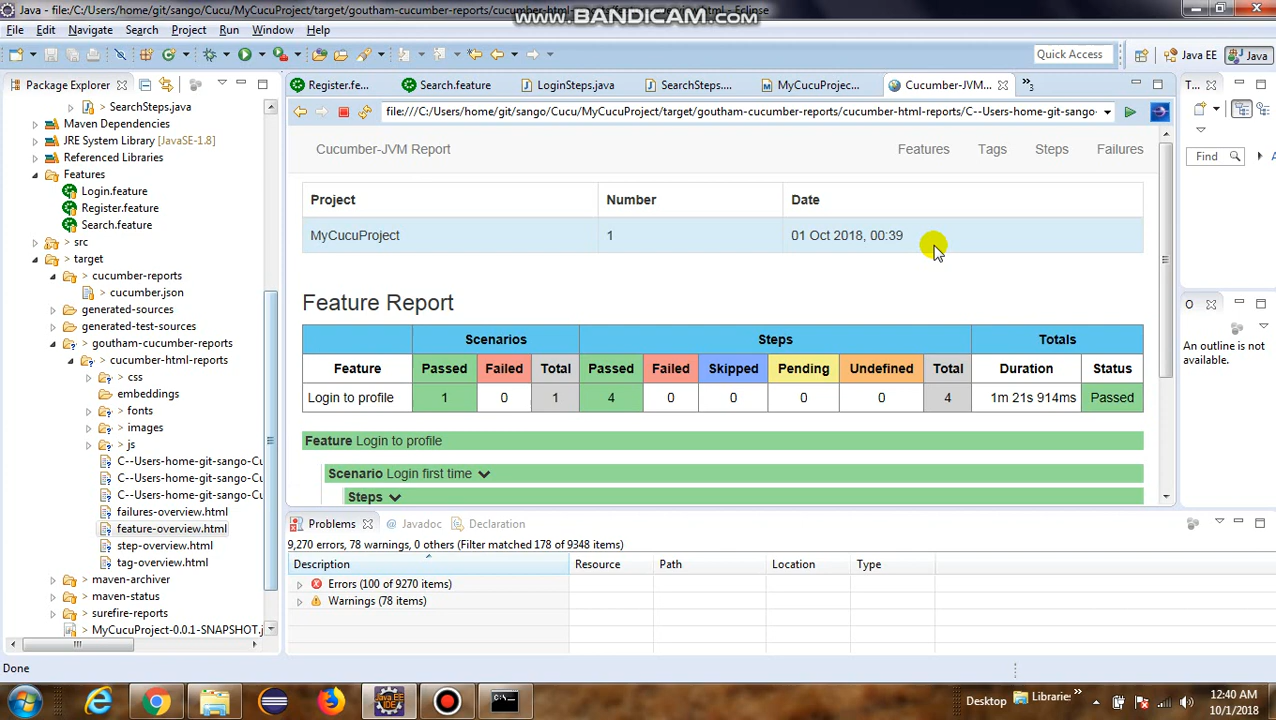 Java - file:///C:/Users/home/git/sango/Cucu/MyCucuProject/target/goutham-cucumber-reports/cucumber-
Eclipse
www.BANDICAM.com
File Edit Navigate Search Project Run Window Help
Quick Access
Java EE
Java
Package Explorer
Register.fe...
Search.feature
LoginSteps.java
SearchSteps....
MyCucuProjec...
Cucumber-JVM...
»3
T...
file:///C:/Users/home/git/sango/Cucu/MyCucuProject/target/goutham-cucumber-reports/cucumber-html-reports/C--Users-home-git-sango-
> SearchSteps.java
Maven Dependencies
JRE System Library [JavaSE-1.8]
Referenced Libraries
Features
Login.feature
Register.feature
Search.feature
> src
> target
> cucumber-reports
> cucumber.json
> generated-sources
> generated-test-sources
> goutham-cucumber-reports
> cucumber-html-reports
> css
embeddings
> fonts
> images
> js
C--Users-home-git-sango-Cu
C--Users-home-git-sango-Cu
C--Users-home-git-sango-Cu
failures-overview.html
feature-overview.html
step-overview.html
tag-overview.html
> maven-archiver
> maven-status
> surefire-reports
> MyCucuProject-0.0.1-SNAPSHOT.j
Cucumber-JVM Report
Features Tags Steps Failures
Project Number Date
MyCucuProject 1 01 Oct 2018, 00:39
Feature Report
Scenarios Steps Totals
Feature Passed Failed Total Passed Failed Skipped Pending Undefined Total Duration Status
Login to profile 1 0 1 4 0 0 0 0 4 1m 21s 914ms Passed
Feature Login to profile
Scenario Login first time
Steps
Find
O
An outline is not
available.
Problems
@ Javadoc
Declaration
9,270 errors, 78 warnings, 0 others (Filter matched 178 of 9348 items)
Description Resource Path Location Type
Errors (100 of 9270 items)
Warnings (78 items)
Done
Java EE
IDE
Desktop
Librarie
»
12:40 AM
10/1/2018